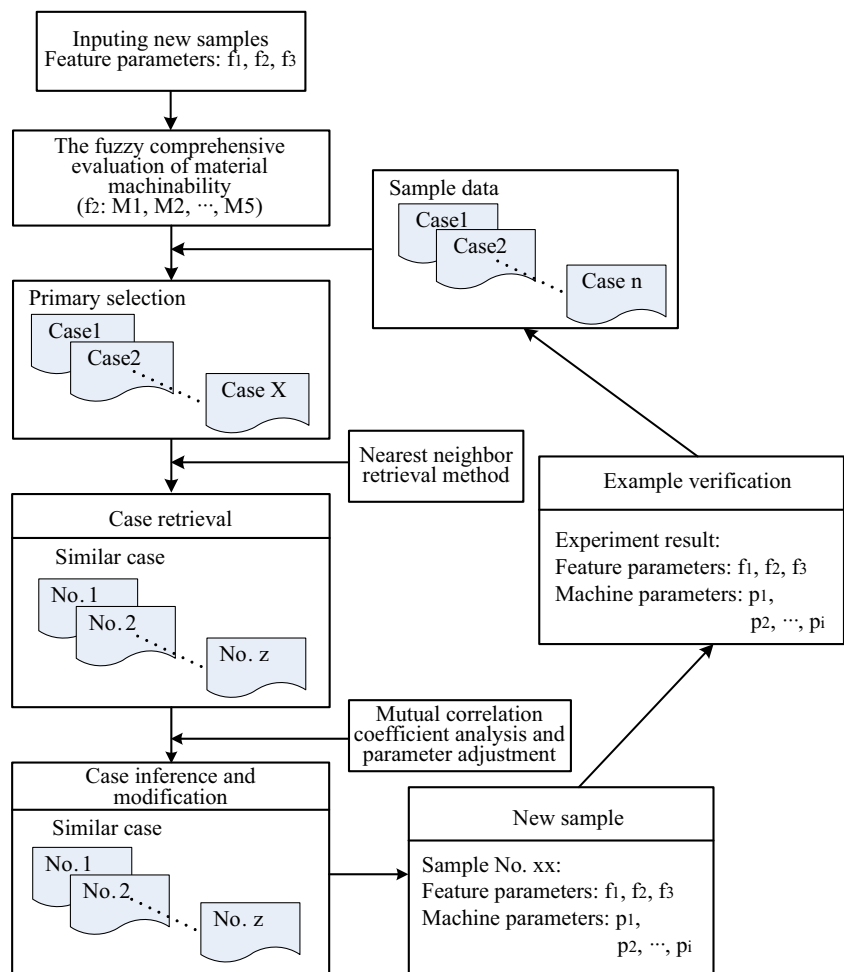 Inputing new samples
Feature parameters: f1, f2, f3
The fuzzy comprehensive
evaluation of material
machinability
(f2: M1, M2, ···, M5)
Sample data
Case1
Case2
Case n
Primary selection
Case1
Case2
Case X
Nearest neighbor
retrieval method
Example verification
Experiment result:
Feature parameters: f1, f2, f3
Machine parameters: p1,
p2, ···, pi
Case retrieval
Similar case
No. 1
No. 2
No. z
Mutual correlation
coefficient analysis and
parameter adjustment
Case inference and
modification
Similar case
No. 1
No. 2
No. z
New sample
Sample No. xx:
Feature parameters: f1, f2, f3
Machine parameters: p1,
p2, ···, pi